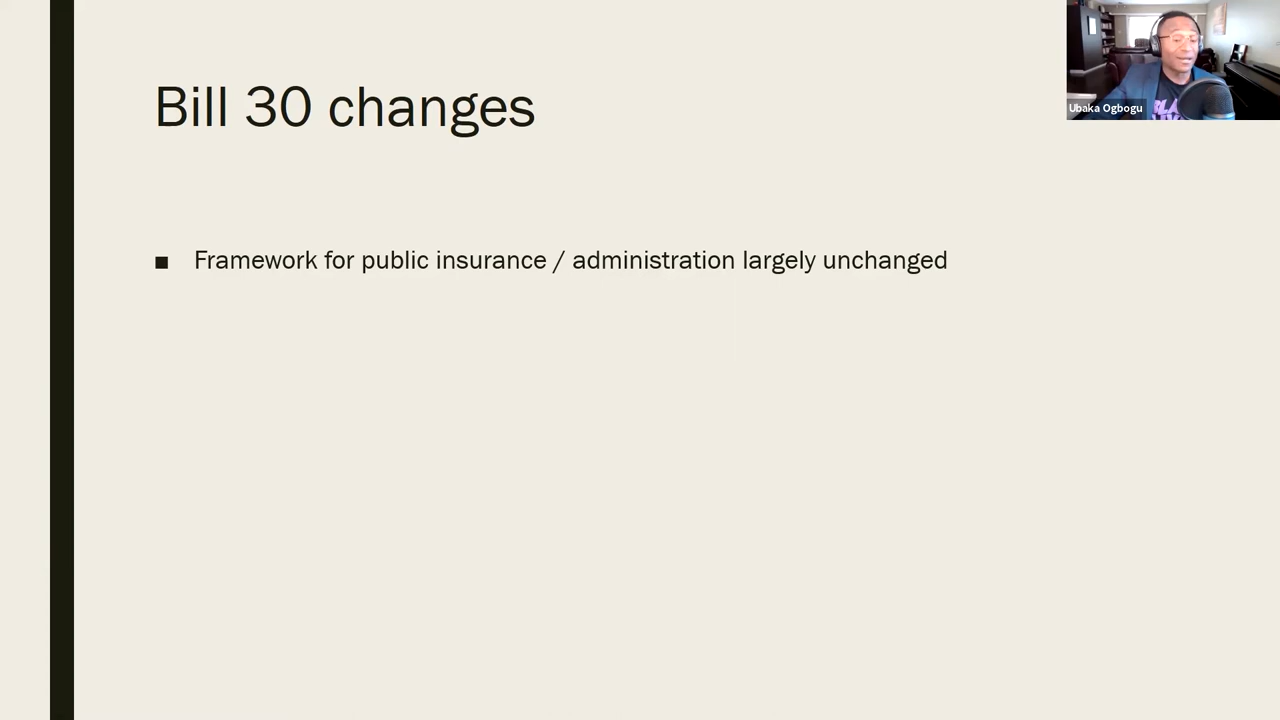 Bill 30 changes
Ubaka Ogbogu
■ Framework for public insurance / administration largely unchanged